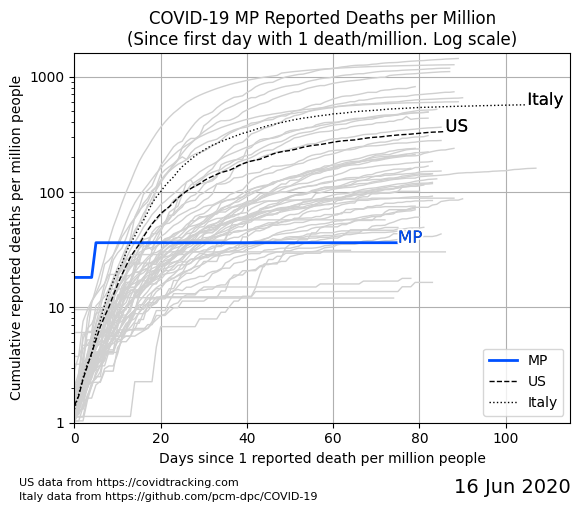 COVID-19 MP Reported Deaths per Million
(Since first day with 1 death/million. Log scale)
Cumulative reported deaths per million people
1000
100
10
1
Italy
US
MP
MP
US
Italy
0 20 40 60 80 100
Days since 1 reported death per million people
US data from https://covidtracking.com
Italy data from https://github.com/pcm-dpc/COVID-19
16 Jun 2020